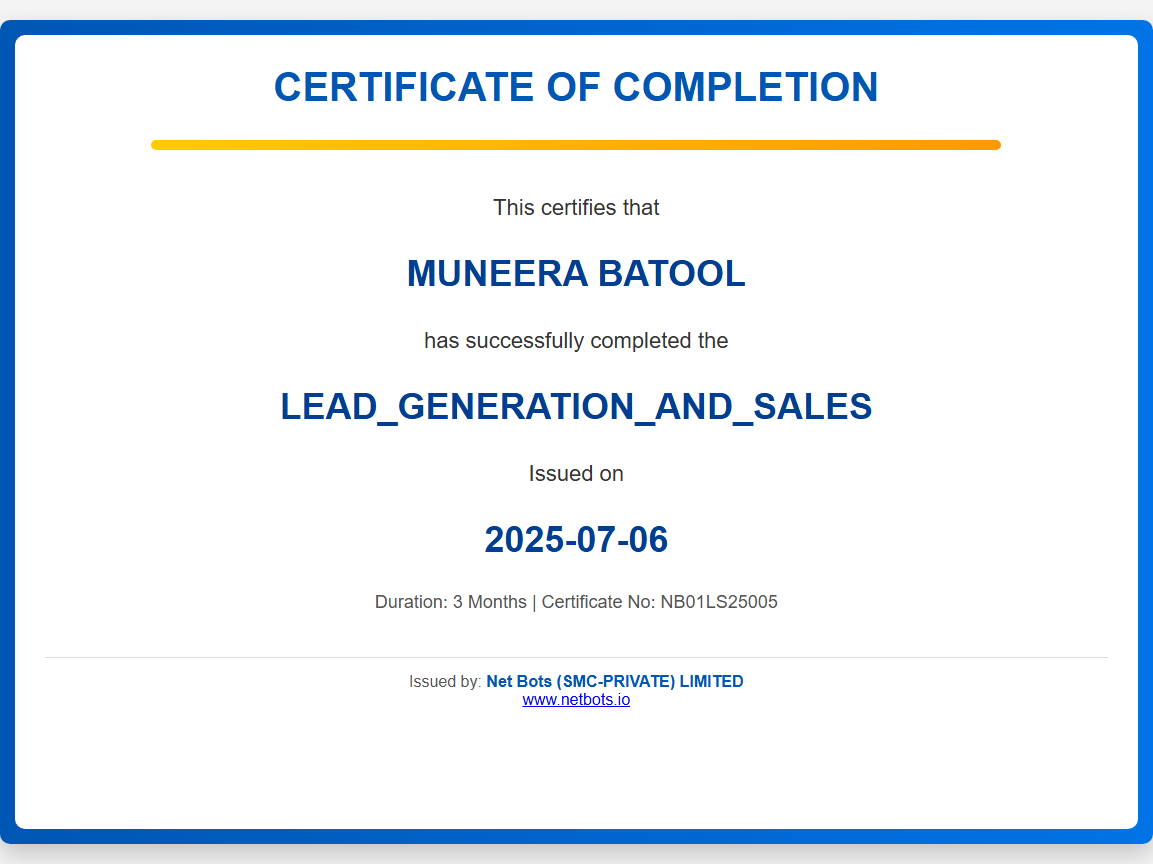 CERTIFICATE OF COMPLETION
This certifies that
MUNEERA BATOOL
has successfully completed the
LEAD_GENERATION_AND_SALES
Issued on
2025-07-06
Duration: 3 Months | Certificate No: NB01LS25005
Issued by: Net Bots (SMC-PRIVATE) LIMITED
www.netbots.io